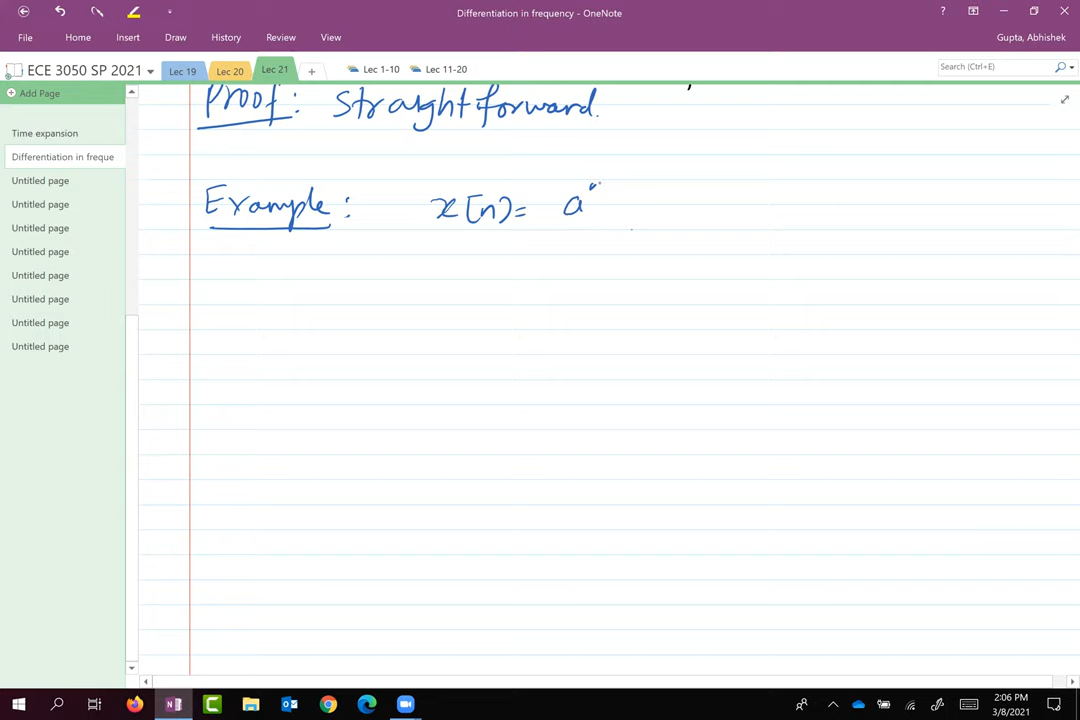 Differentiation in frequency - OneNote
File Home Insert Draw History Review View Gupta, Abhishek
ECE 3050 SP 2021 Lec 19 Lec 20 Lec 21 Lec 1-10 Lec 11-20 Search (Ctrl+E)
Add Page
Time expansion
Differentiation in freque
Untitled page
Untitled page
Untitled page
Untitled page
Untitled page
Untitled page
Untitled page
Untitled page
Proof: Straightforward.
Example: x[n]= a
2:06 PM
3/8/2021